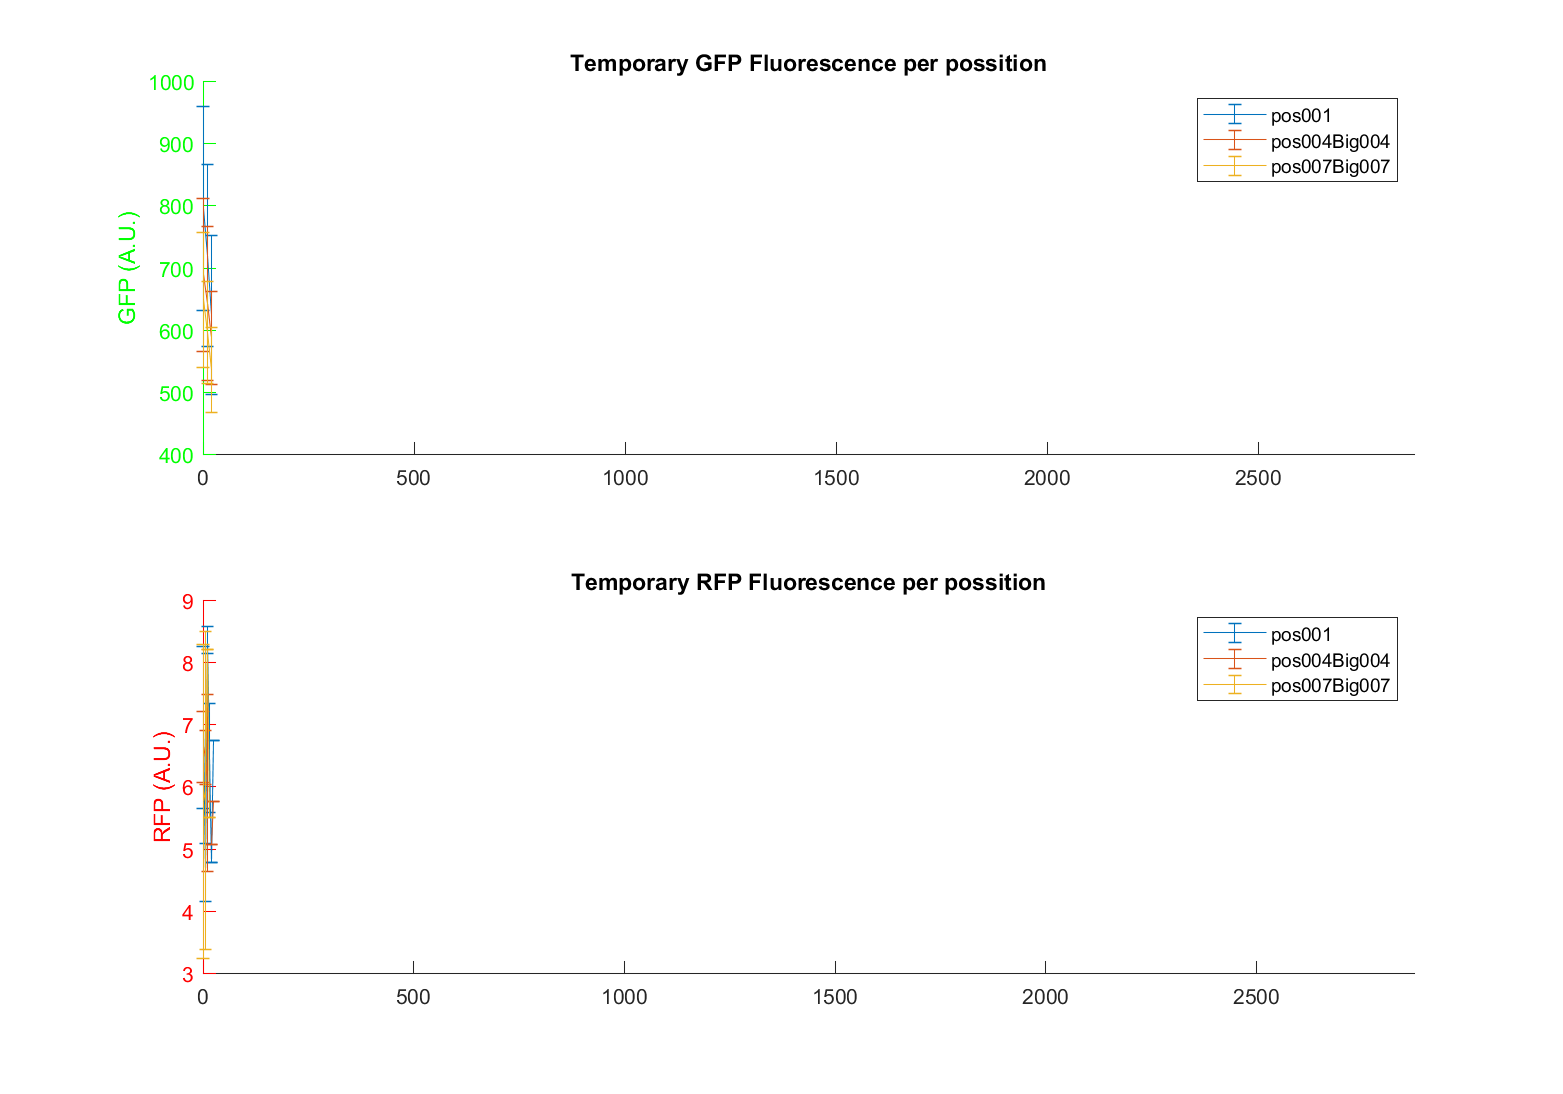 Temporary GFP Fluorescence per possition
1000
900
800
700
600
500
400
GFP (A.U.)
pos001
pos004Big004
pos007Big007
0 500 1000 1500 2000 2500
Temporary RFP Fluorescence per possition
9
8
7
6
5
4
3
RFP (A.U.)
pos001
pos004Big004
pos007Big007
0 500 1000 1500 2000 2500